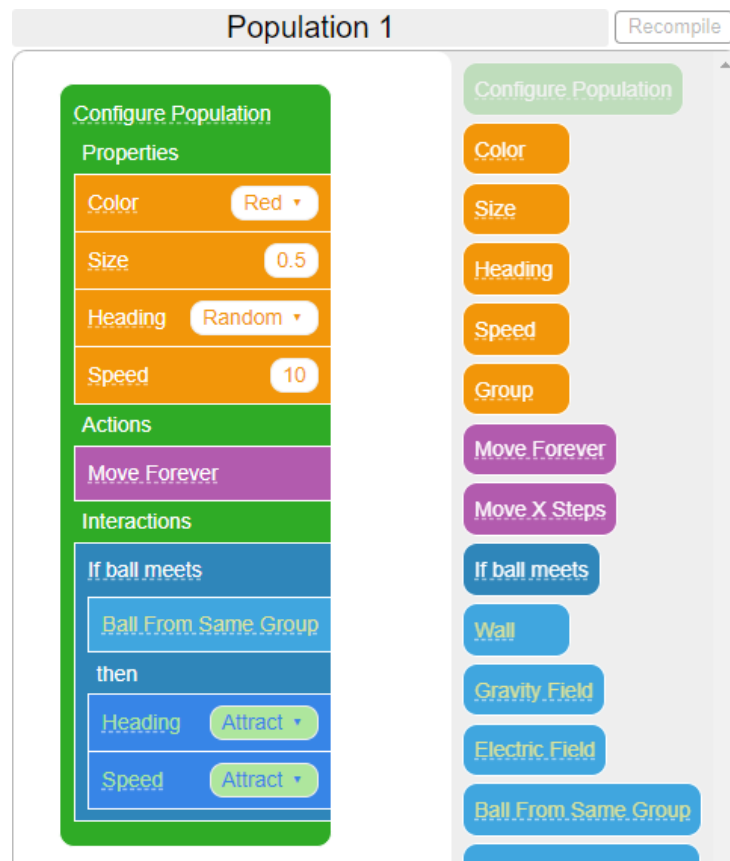 Population 1
Recompile
Configure Population
Properties
Color Red
Size 0.5
Heading Random
Speed 10
Actions
Move Forever
Interactions
If ball meets
Ball From Same Group
then
Heading Attract
Speed Attract
Configure Population
Color
Size
Heading
Speed
Group
Move Forever
Move X Steps
If ball meets
Wall
Gravity Field
Electric Field
Ball From Same Group